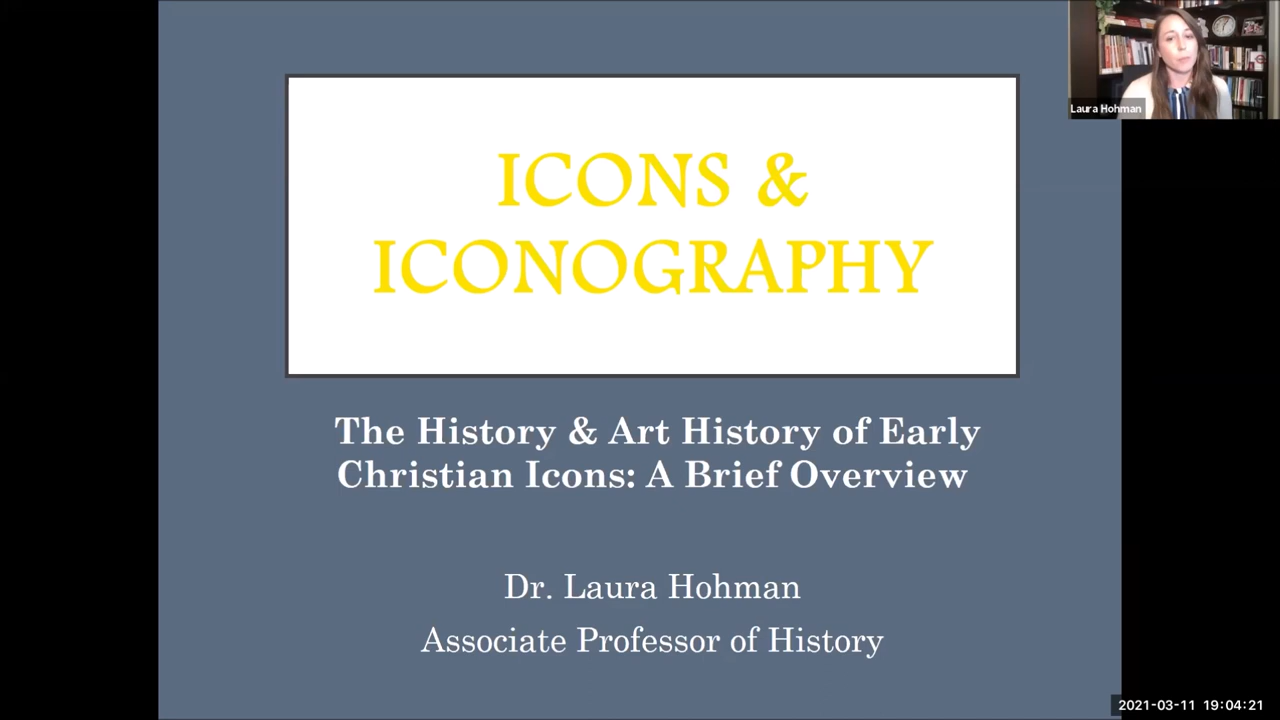 ICONS &
ICONOGRAPHY
The History & Art History of Early
Christian Icons: A Brief Overview
Dr. Laura Hohman
Associate Professor of History
Laura Hohman
2021-03-11 19:04:21